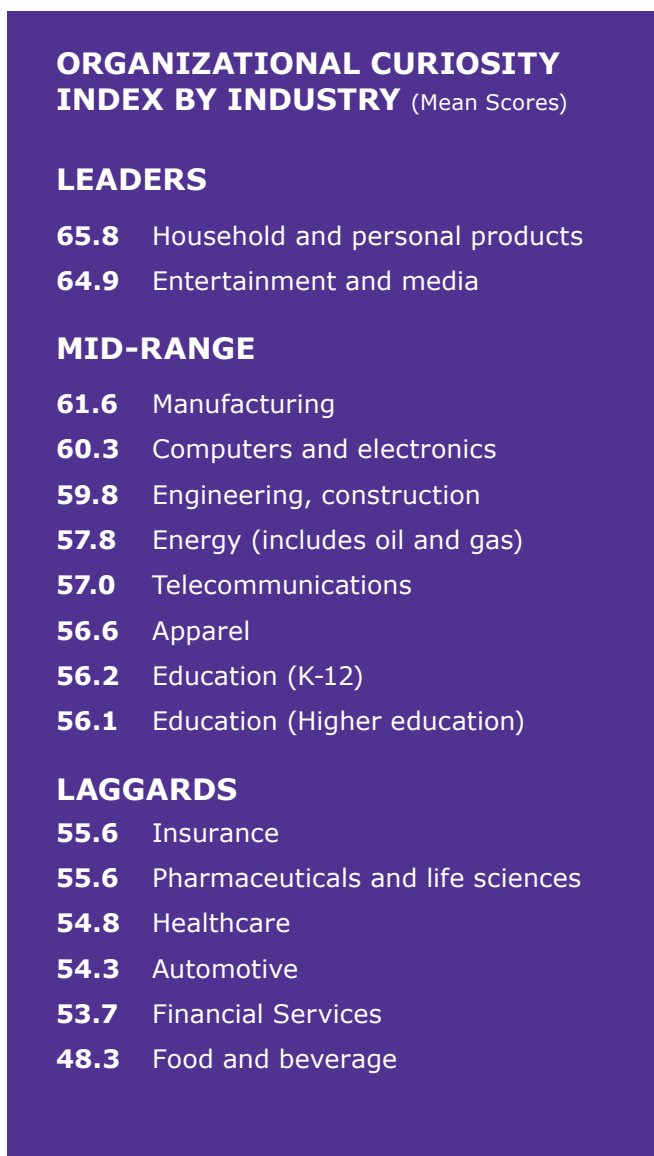 ORGANIZATIONAL CURIOSITY
INDEX BY INDUSTRY (Mean Scores)
LEADERS
65.8 Household and personal products
64.9 Entertainment and media
MID-RANGE
61.6 Manufacturing
60.3 Computers and electronics
59.8 Engineering, construction
57.8 Energy (includes oil and gas)
57.0 Telecommunications
56.6 Apparel
56.2 Education (K-12)
56.1 Education (Higher education)
LAGGARDS
55.6 Insurance
55.6 Pharmaceuticals and life sciences
54.8 Healthcare
54.3 Automotive
53.7 Financial Services
48.3 Food and beverage